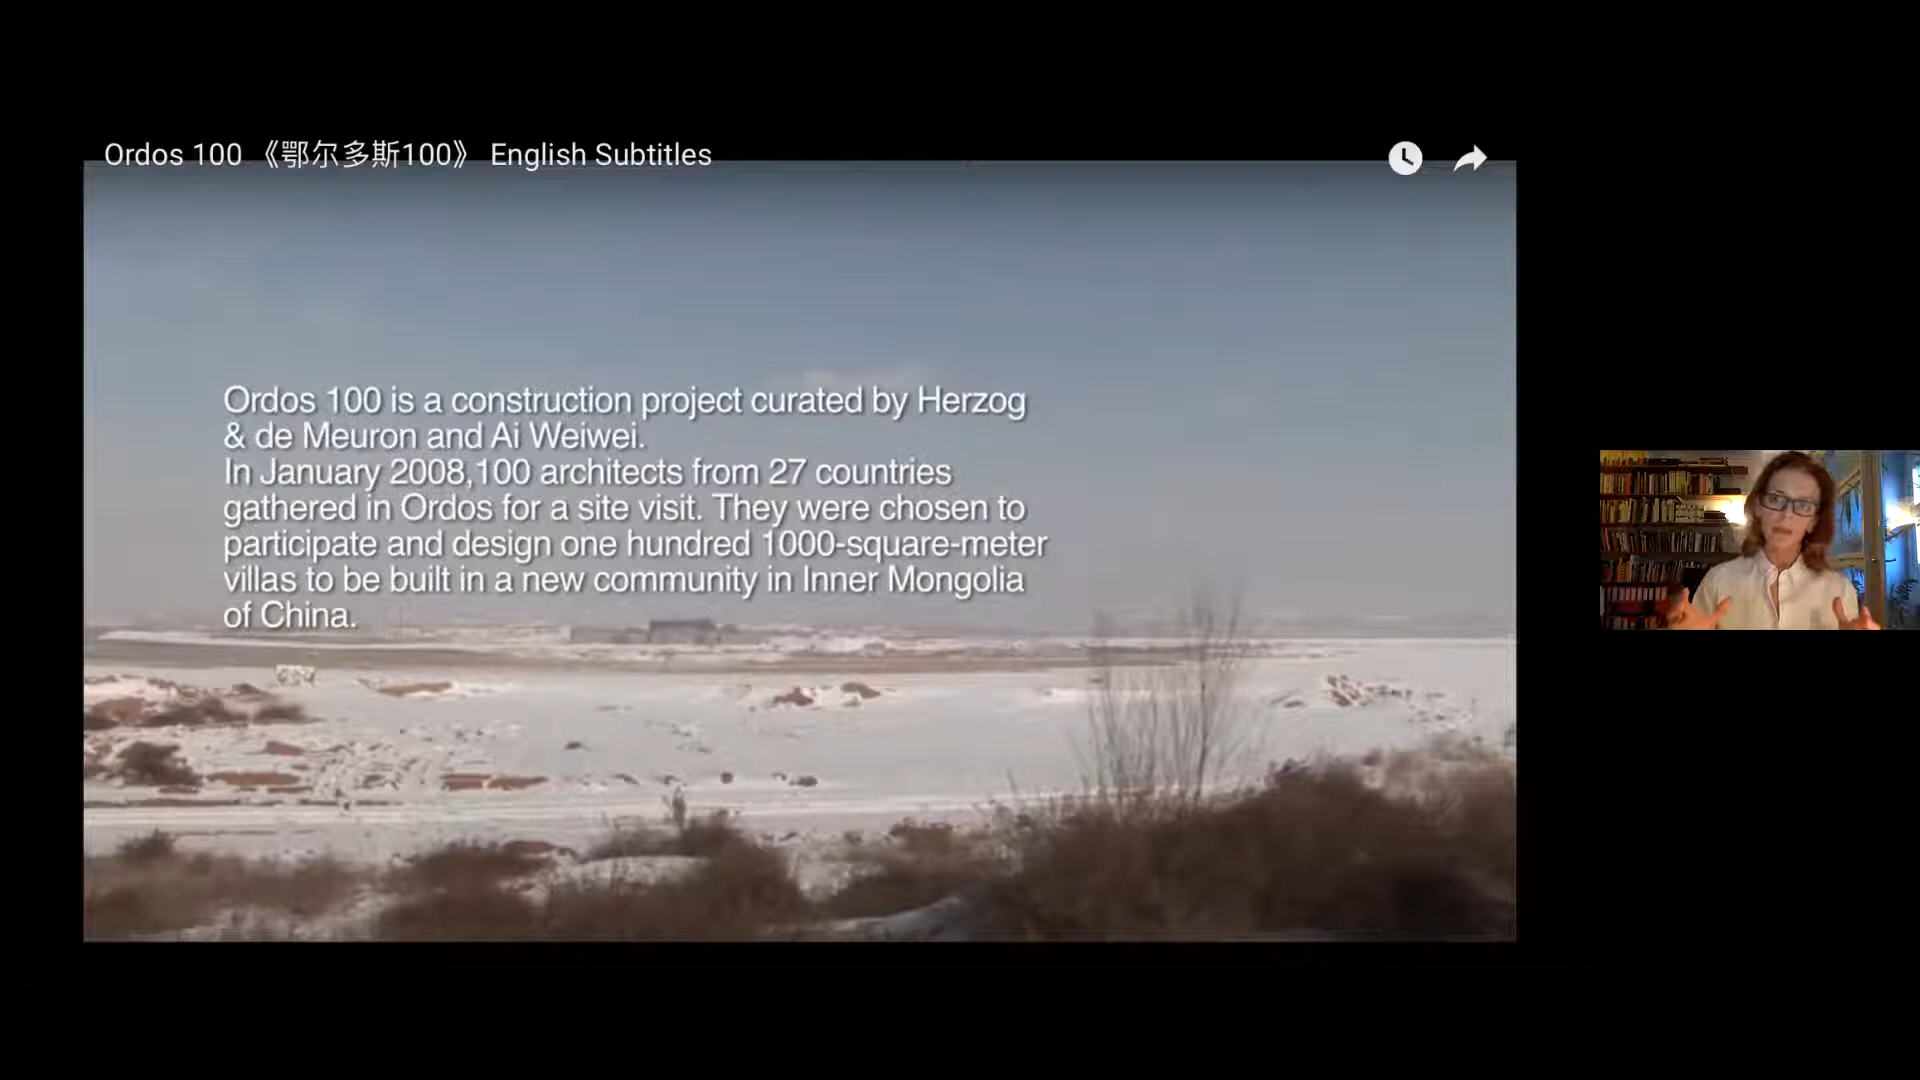 Ordos 100 《鄂尔多斯100》 English Subtitles
Ordos 100 is a construction project curated by Herzog
& de Meuron and Ai Weiwei.
In January 2008,100 architects from 27 countries
gathered in Ordos for a site visit. They were chosen to
participate and design one hundred 1000-square-meter
villas to be built in a new community in Inner Mongolia
of China.